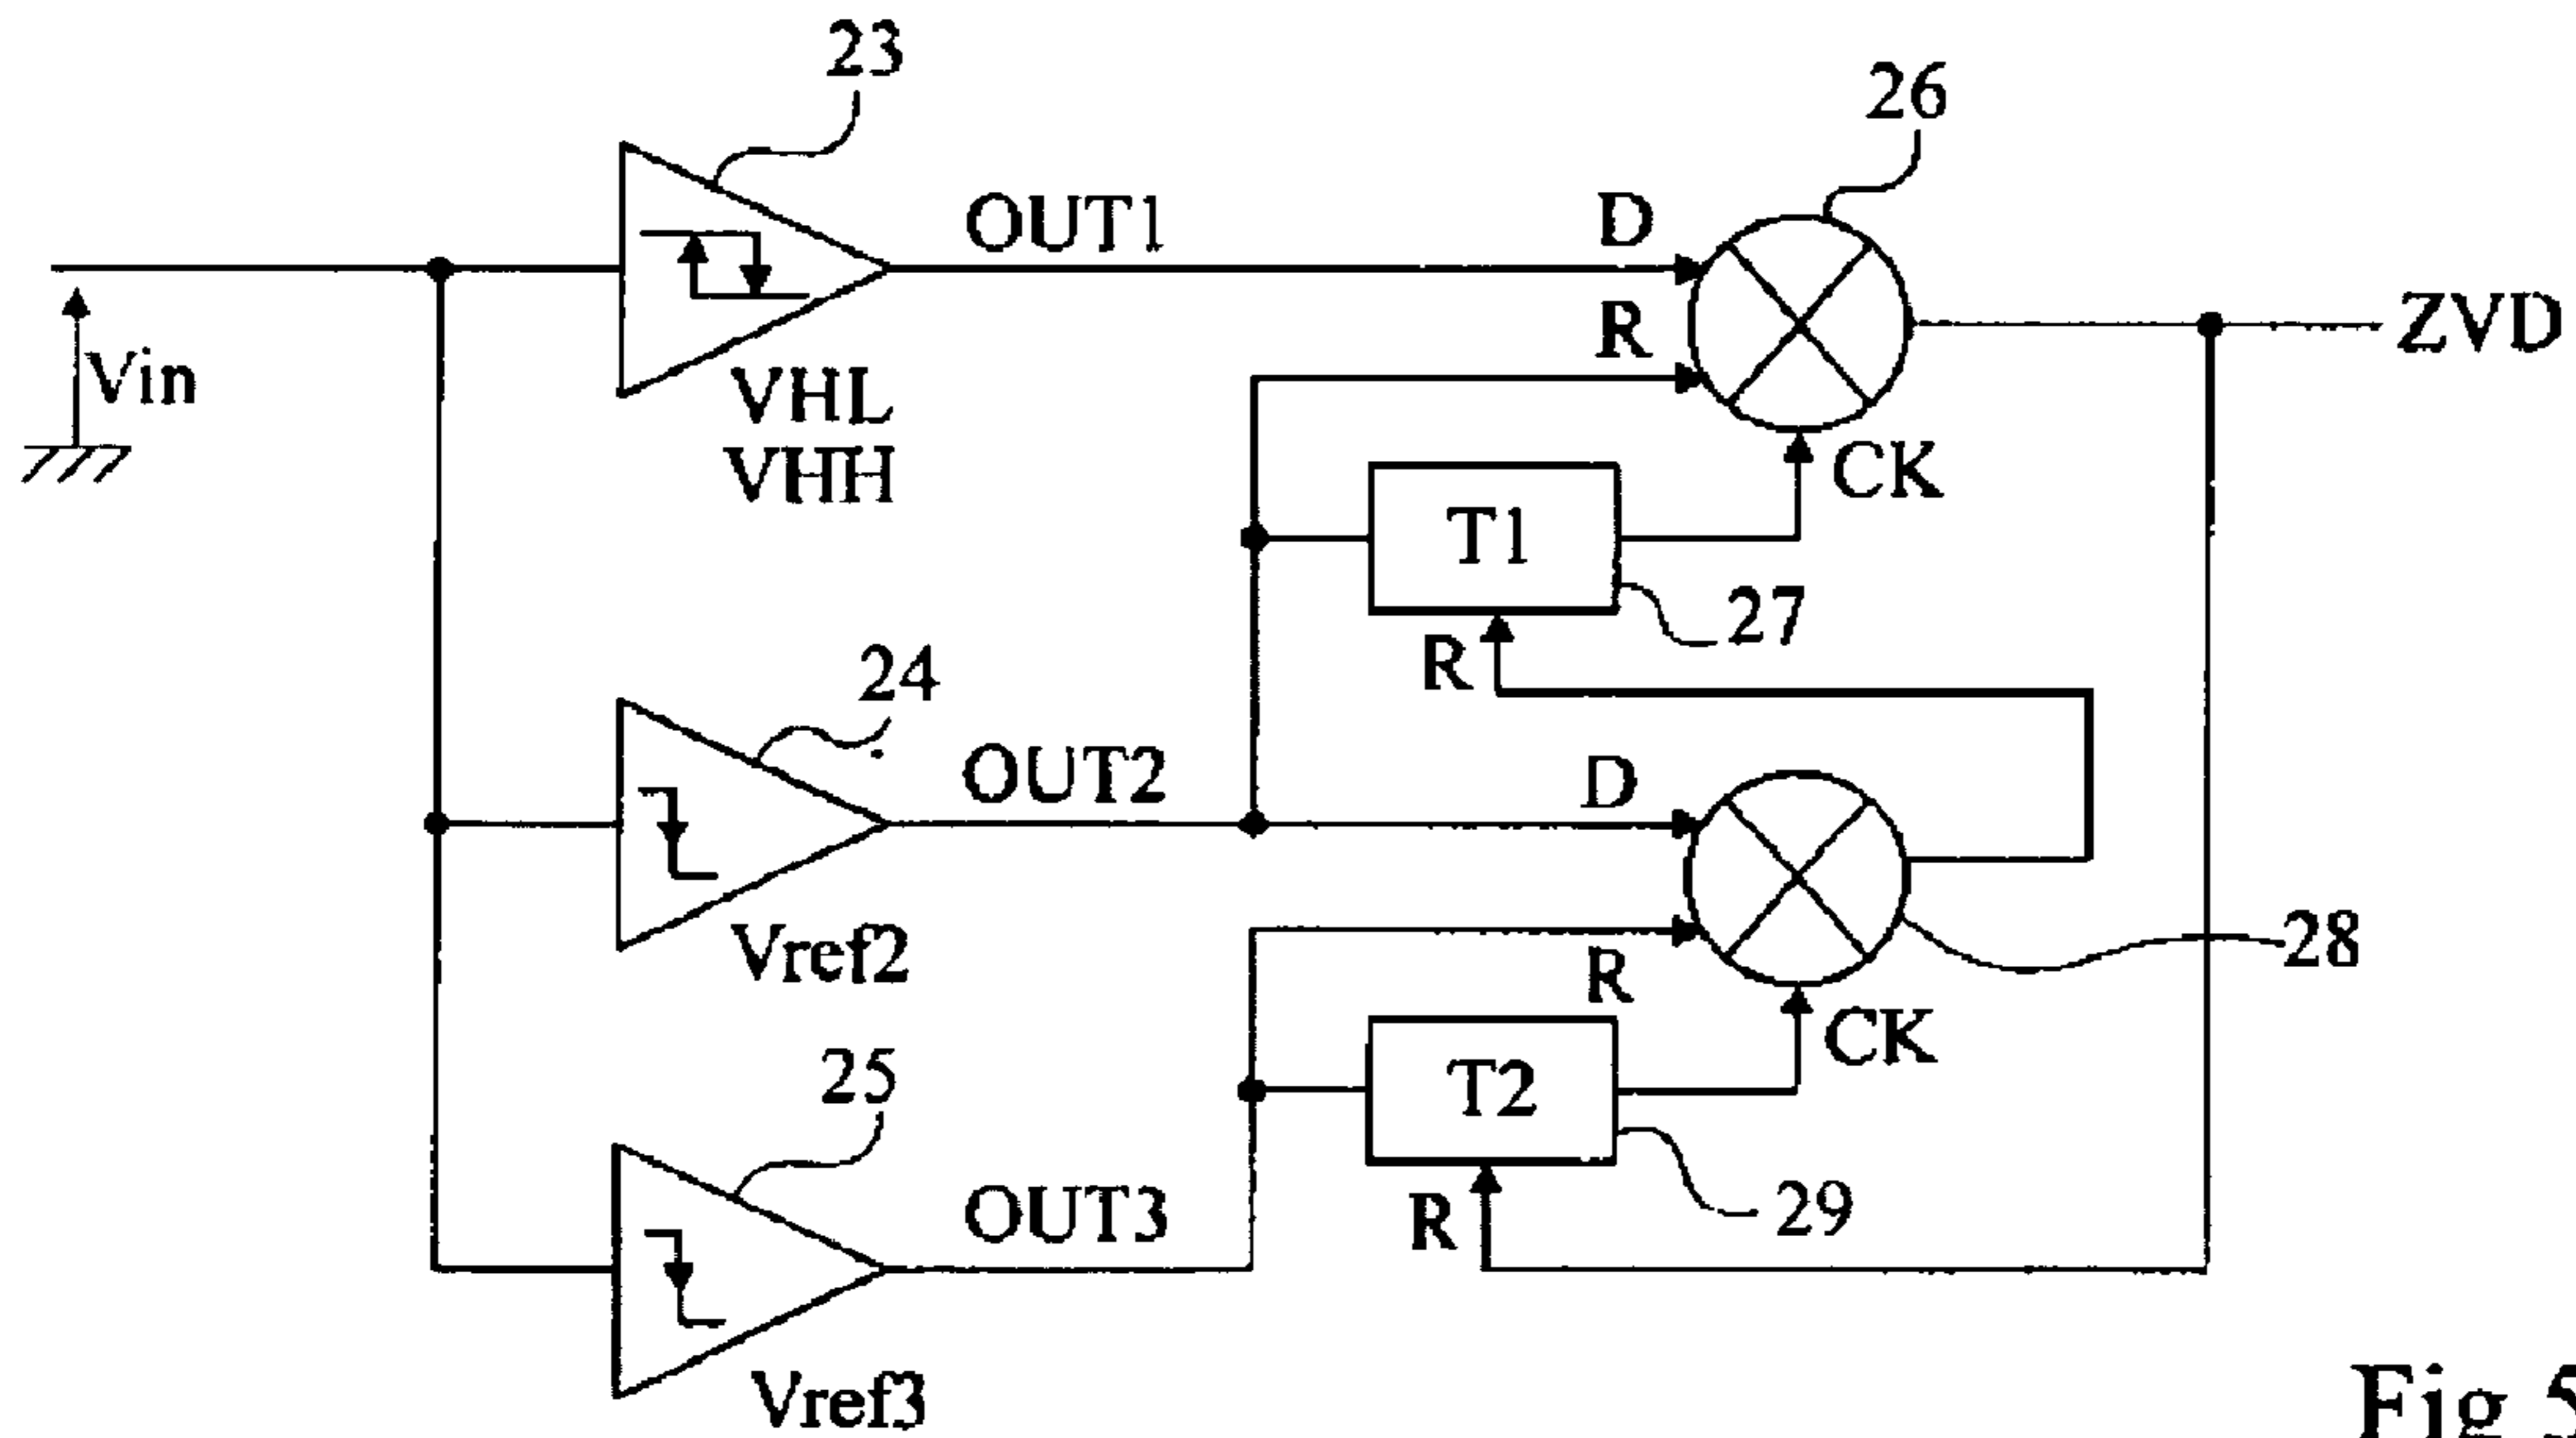 23
26
OUT1
D
R
ZVD
Vin
VHL
VHH
CK
T1
27
R
24
OUT2
D
Vref2
R
28
CK
25
T2
OUT3
29
R
Vref3
Fig 5